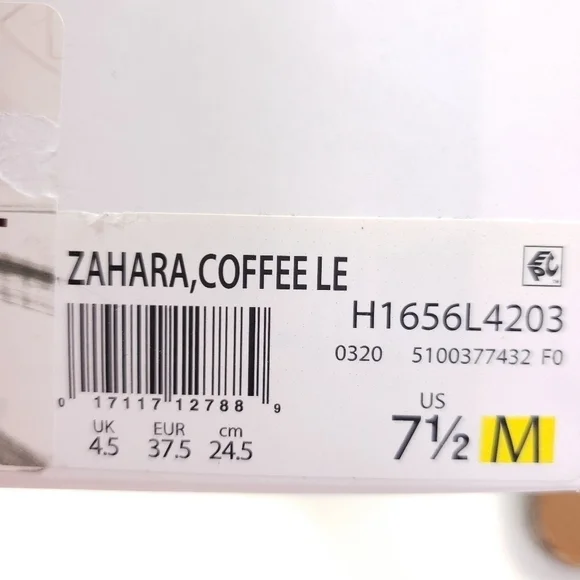 ZAHARA,COFFEE LE
EPC
H1656L4203
0320 5100377432 F0
0 17117 12788 9
UK EUR cm
4.5 37.5 24.5
US
7½ M